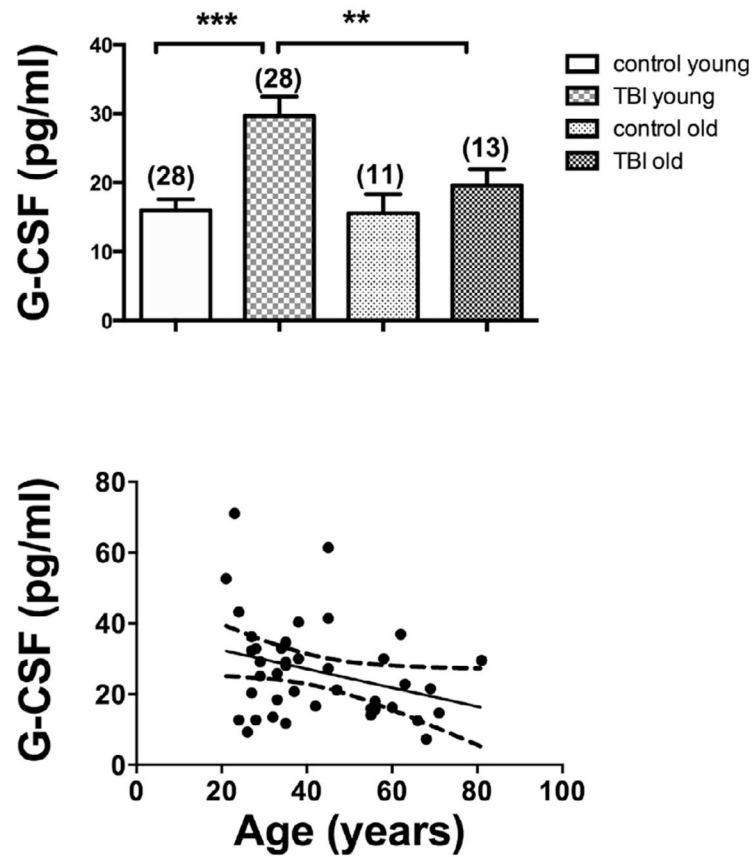 *** **
G-CSF (pg/ml)
40
30
20
10
0
(28)
(28)
(11)
(13)
control young
TBI young
control old
TBI old
G-CSF (pg/ml)
80
60
40
20
0
0 20 40 60 80 100
Age (years)